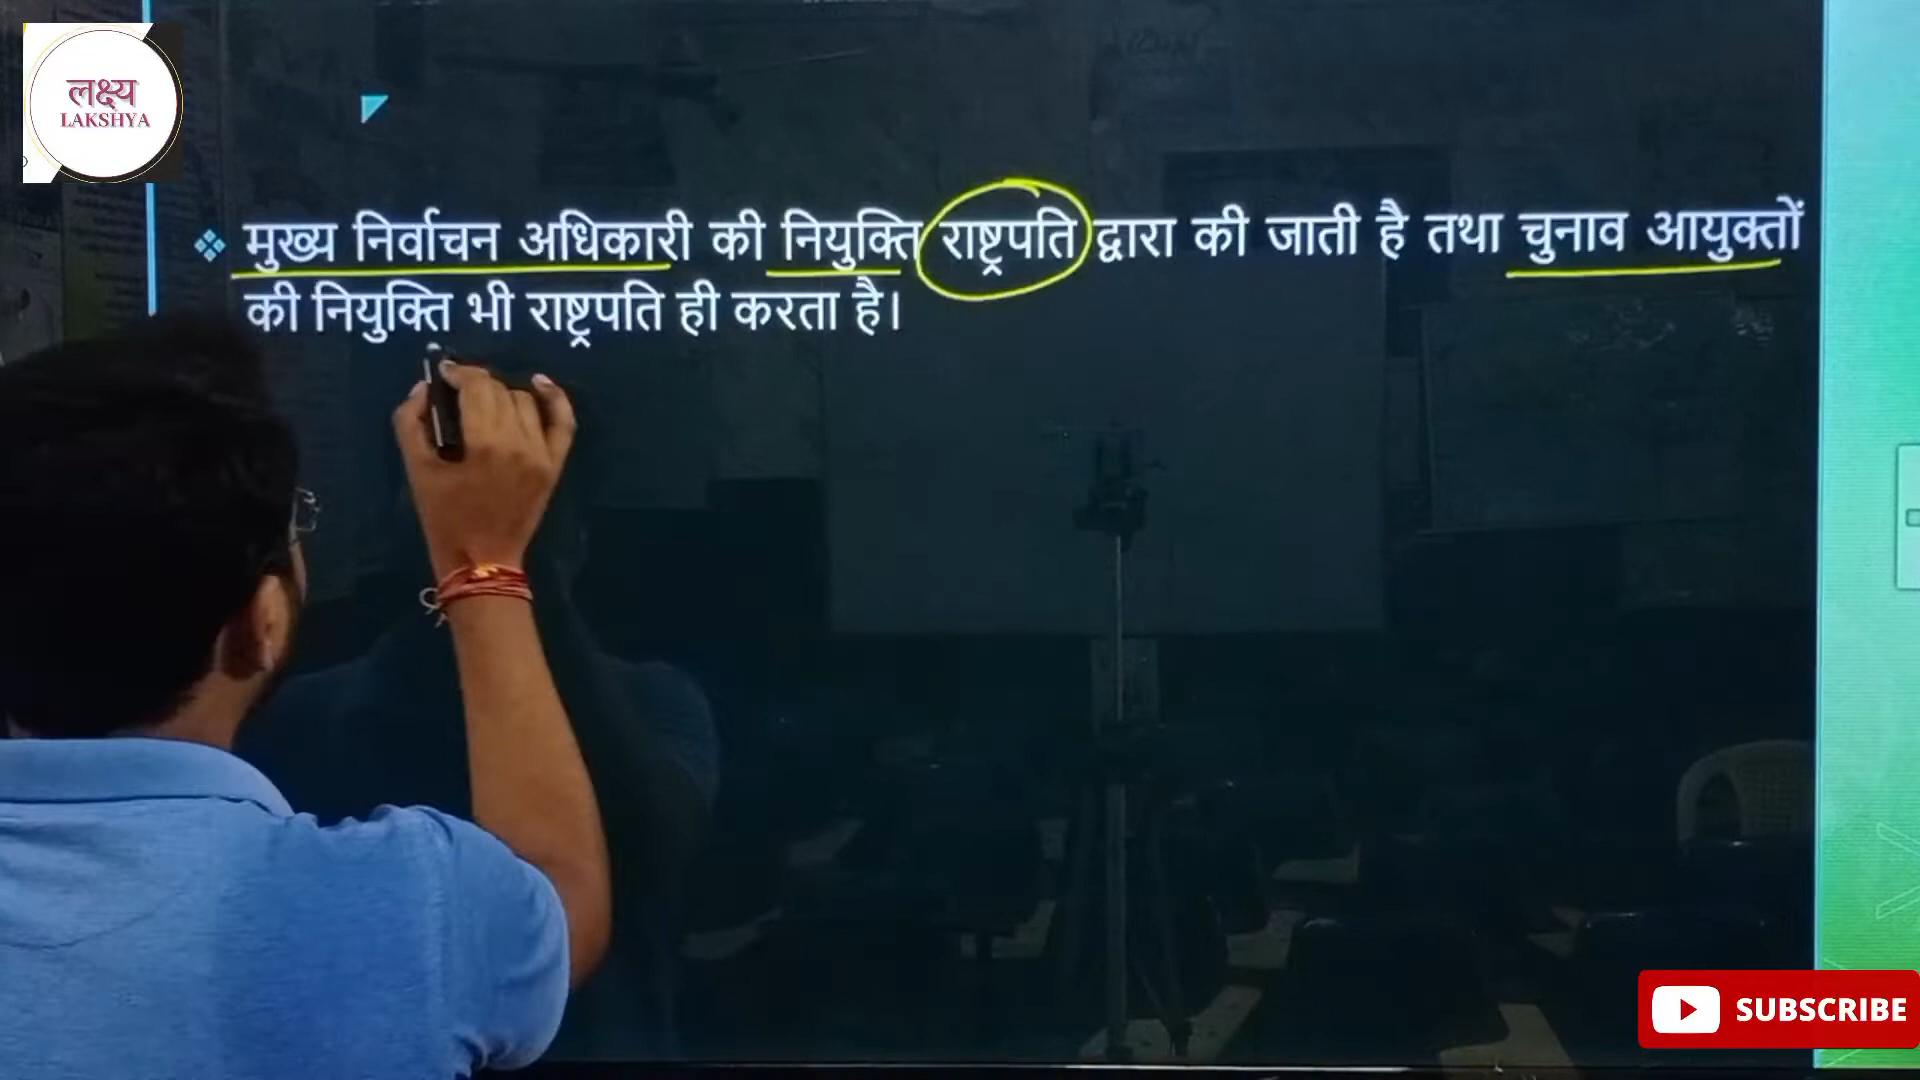 लक्ष्य
LAKSHYA
मुख्य निर्वाचन अधिकारी की नियुक्ति राष्ट्रपति द्वारा की जाती है तथा चुनाव आयुक्तों
की नियुक्ति भी राष्ट्रपति ही करता है।
SUBSCRIBE